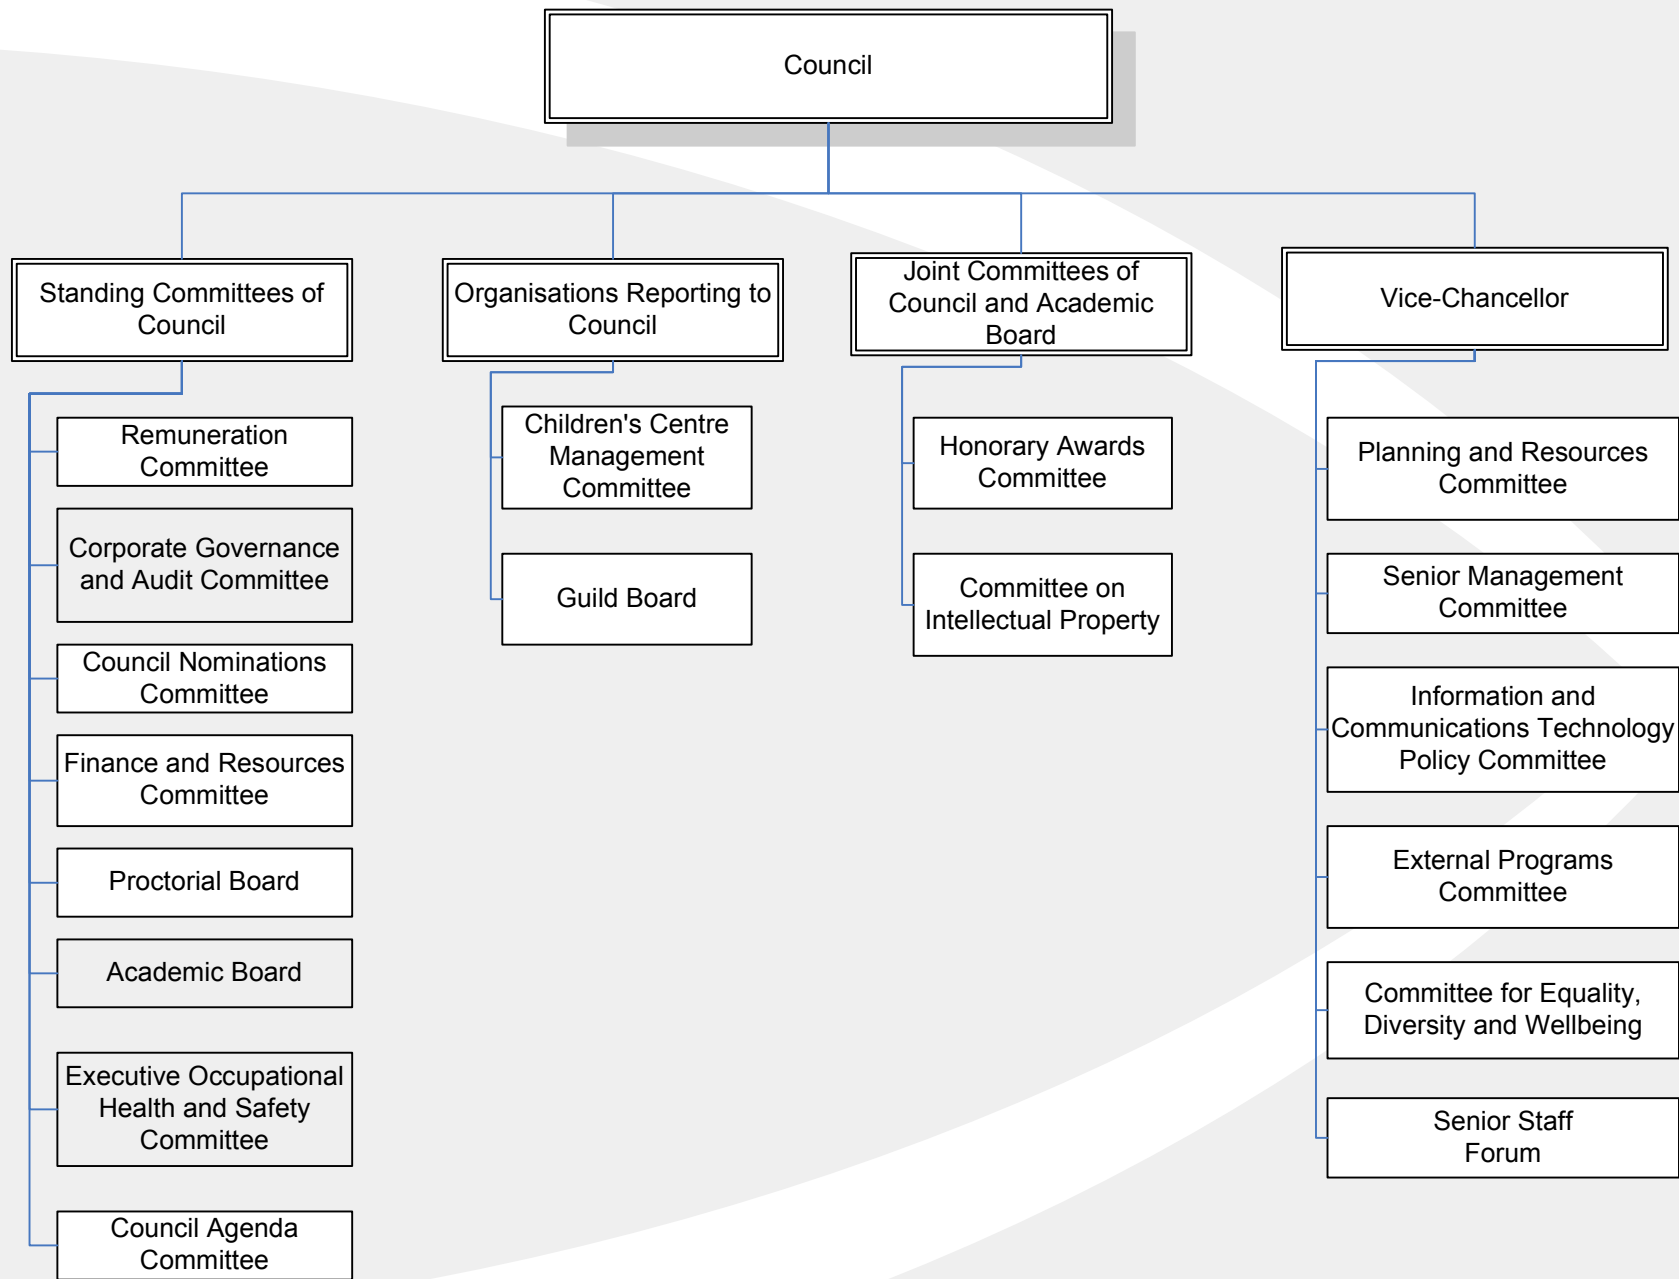 Council
Standing Committees of
Council
Remuneration
Committee
Corporate Governance
and Audit Committee
Council Nominations
Committee
Finance and Resources
Committee
Proctorial Board
Academic Board
Executive Occupational
Health and Safety
Committee
Council Agenda
Committee
Organisations Reporting to
Council
Children's Centre
Management
Committee
Guild Board
Joint Committees of
Council and Academic
Board
Honorary Awards
Committee
Committee on
Intellectual Property
Vice-Chancellor
Planning and Resources
Committee
Senior Management
Committee
Information and
Communications Technology
Policy Committee
External Programs
Committee
Committee for Equality,
Diversity and Wellbeing
Senior Staff
Forum